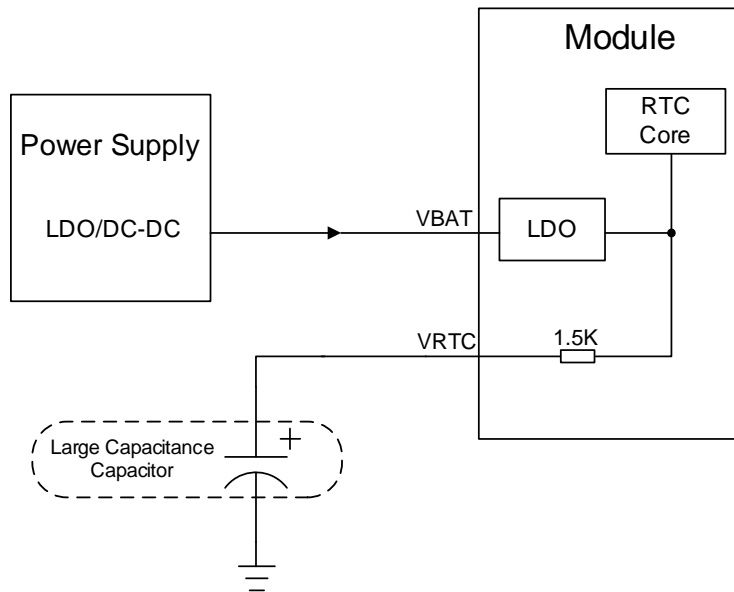 Module
RTC
Core
Power Supply
LDO/DC-DC
VBAT
LDO
VRTC
1.5K
Large Capacitance
Capacitor
+